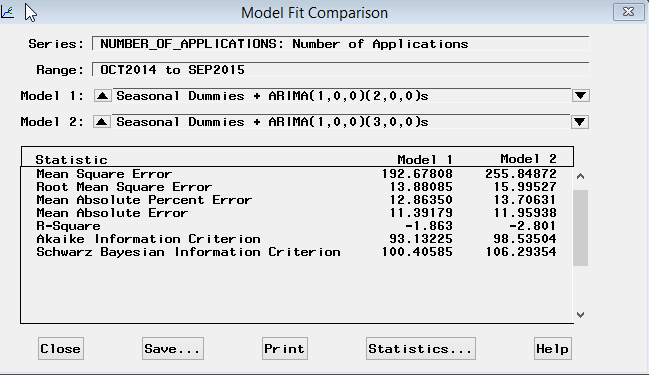 Model Fit Comparison
Series: NUMBER_OF_APPLICATIONS: Number of Applications
Range: OCT2014 to SEP2015
Model 1: Seasonal Dummies + ARIMA(1,0,0)(2,0,0)s
Model 2: Seasonal Dummies + ARIMA(1,0,0)(3,0,0)s
Statistic Model 1 Model 2
Mean Square Error 192.67808 255.84872
Root Mean Square Error 13.88085 15.99527
Mean Absolute Percent Error 12.86350 13.70631
Mean Absolute Error 11.39179 11.95938
R-Square -1.863 -2.801
Akaike Information Criterion 93.13225 98.53504
Schwarz Bayesian Information Criterion 100.40585 106.29354
Close Save... Print Statistics... Help